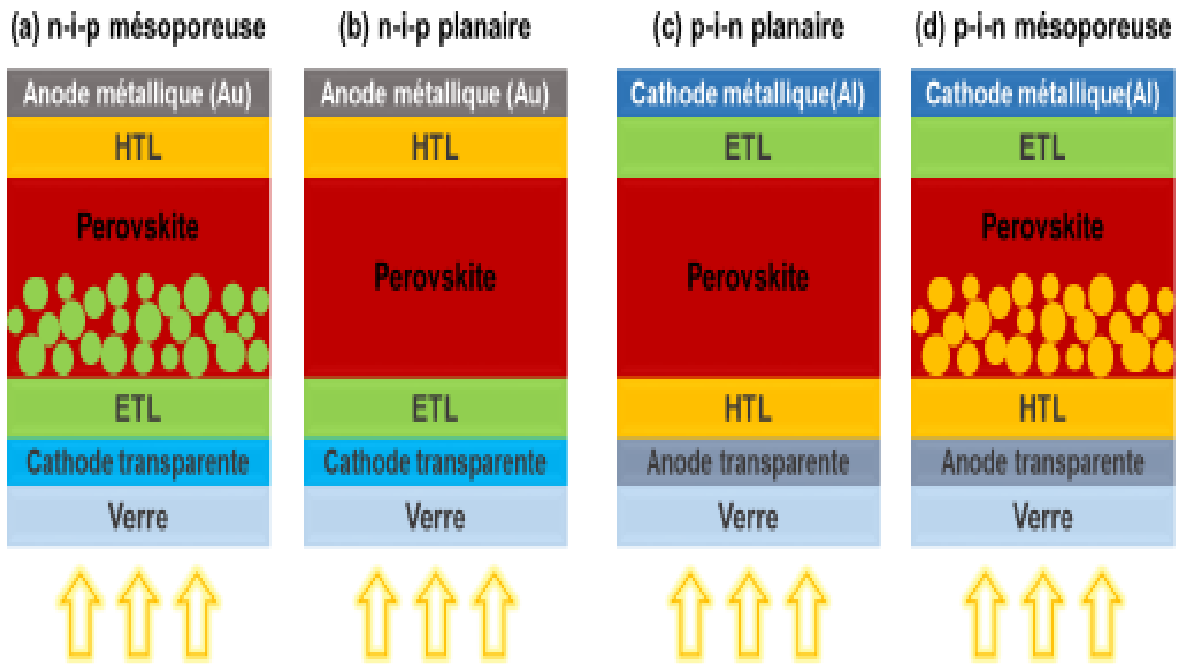 (a) n-i-p mésoporeuse
Anode métallique (Au)
HTL
Perovskite
ETL
Cathode transparente
Verre
(b) n-i-p planaire
Anode métallique (Au)
HTL
Perovskite
ETL
Cathode transparente
Verre
(c) p-i-n planaire
Cathode métallique(Al)
ETL
Perovskite
HTL
Anode transparente
Verre
(d) p-i-n mésoporeuse
Cathode métallique(Al)
ETL
Perovskite
HTL
Anode transparente
Verre